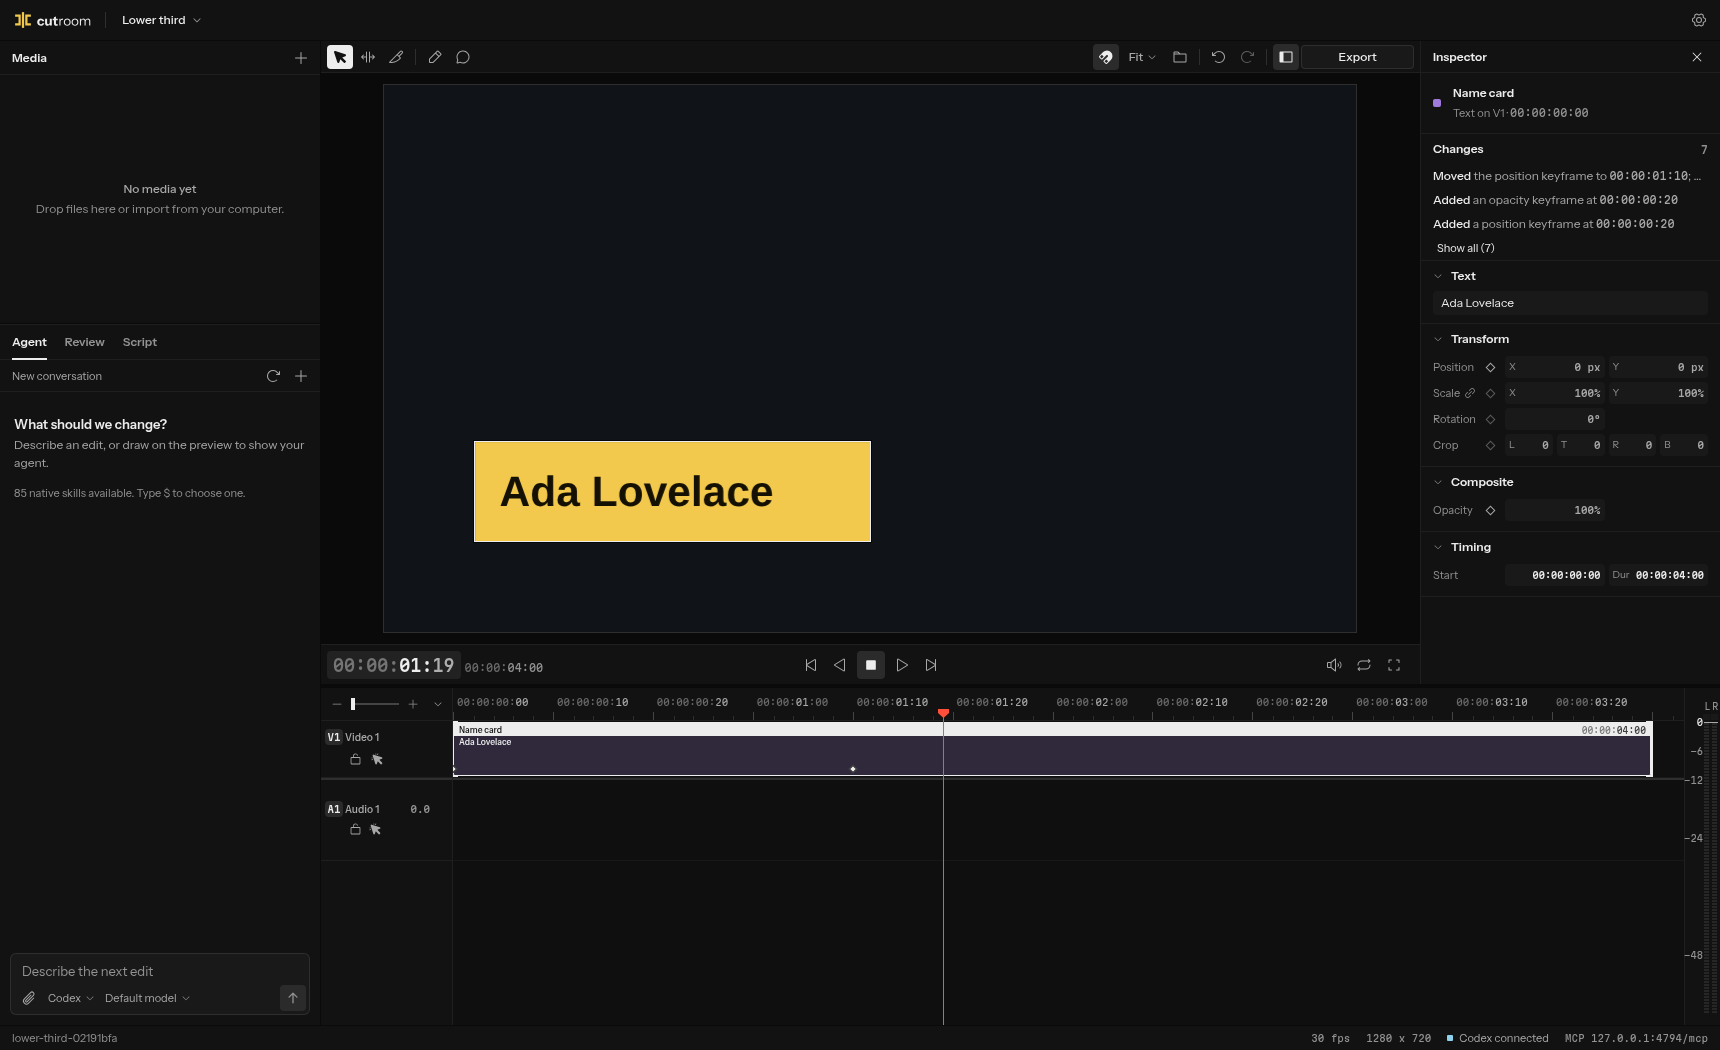 cutroom
Lower third
Media
No media yet
Drop files here or import from your computer.
Agent
Review
Script
New conversation
What should we change?
Describe an edit, or draw on the preview to show your
agent.
85 native skills available. Type $ to choose one.
Describe the next edit
Codex
Default model
lower-third-02191bfa
Fit
Export
Ada Lovelace
00:00:01:19
00:00:04:00
00:00:00:00
00:00:00:10
00:00:00:20
00:00:01:00
00:00:01:10
00:00:01:20
00:00:02:00
00:00:02:10
00:00:02:20
00:00:03:00
00:00:03:10
00:00:03:20
V1 Video 1
Name card
00:00:04:00
Ada Lovelace
A1 Audio 1 0.0
L R
0
-6
-12
-24
-48
Inspector
Name card
Text on V1·00:00:00:00
Changes 7
Moved the position keyframe to 00:00:01:10; ...
Added an opacity keyframe at 00:00:00:20
Added a position keyframe at 00:00:00:20
Show all (7)
Text
Ada Lovelace
Transform
Position X 0 px Y 0 px
Scale X 100% Y 100%
Rotation 0°
Crop L 0 T 0 R 0 B 0
Composite
Opacity 100%
Timing
Start 00:00:00:00 Dur 00:00:04:00
30 fps
1280 x 720
Codex connected
MCP 127.0.0.1:4794/mcp